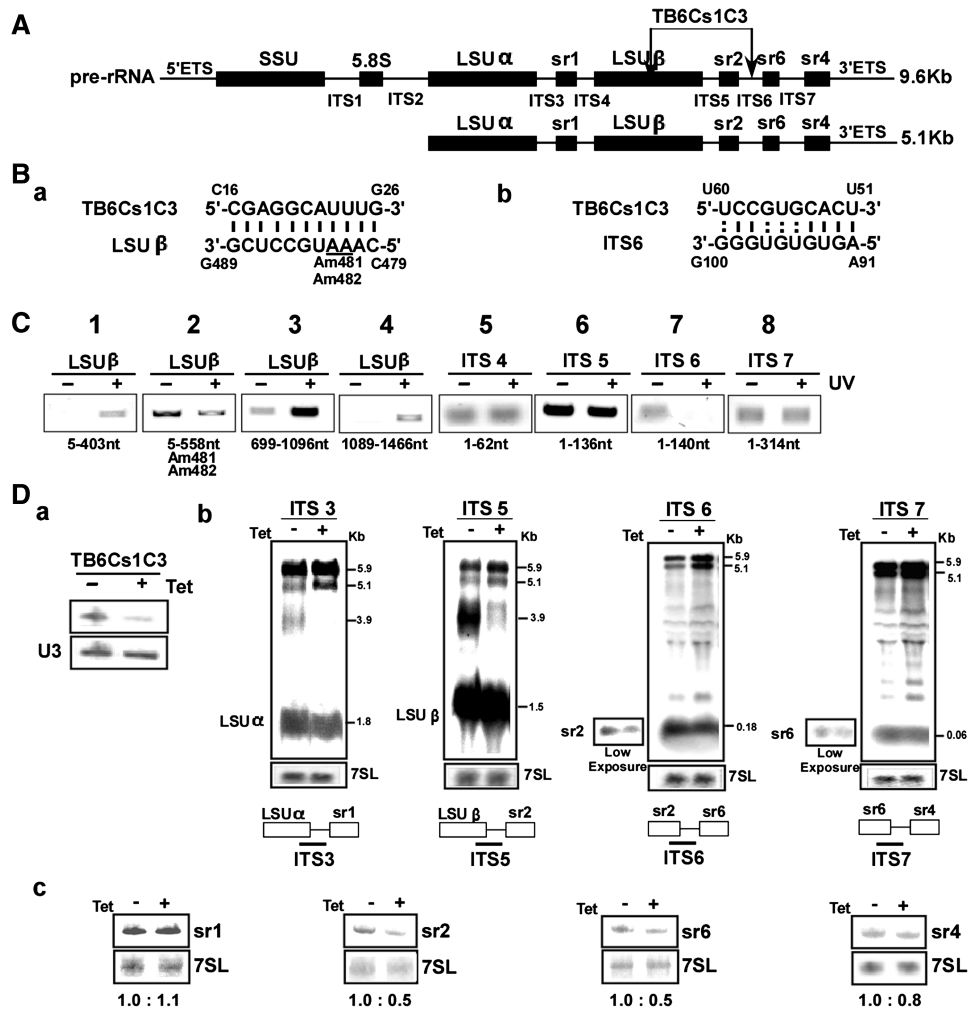 A
TB6Cs1C3
pre-rRNA 5'ETS SSU 5.8S LSU α sr1 LSUβ sr2 sr6 sr4 3'ETS 9.6Kb
ITS1 ITS2 ITS3 ITS4 ITS5 ITS6 ITS7
LSU α sr1 LSU β sr2 sr6 sr4 3'ETS 5.1Kb
B
a
C16 G26
TB6Cs1C3 5'-CGAGGCAUUUG-3'
LSU β 3'-GCUCCGUAAAC-5'
G489 Am481 C479
Am482
b
U60 U51
TB6Cs1C3 5'-UCCGUGCACU-3'
ITS6 3'-GGGUGUGUGA-5'
G100 A91
C
1 2 3 4 5 6 7 8
LSUβ LSUβ LSUβ LSUβ ITS 4 ITS 5 ITS 6 ITS 7
– + – + – + – + – + – + – + – + UV
5-403nt 5-558nt 699-1096nt 1089-1466nt 1-62nt 1-136nt 1-140nt 1-314nt
Am481
Am482
D
a
TB6Cs1C3
– + Tet
U3
b
ITS 3
Tet - + Kb
5.9
5.1
3.9
LSU α 1.8
7SL
LSU α sr1
ITS3
ITS 5
Tet - + Kb
5.9
5.1
3.9
LSU β 1.5
7SL
LSU β sr2
ITS5
ITS 6
Tet - + Kb
5.9
5.1
sr2 0.18
Low
Exposure
7SL
sr2 sr6
ITS6
ITS 7
Tet - + Kb
5.9
5.1
sr6 0.06
Low
Exposure
7SL
sr6 sr4
ITS7
c
Tet - +
sr1
7SL
1.0 : 1.1
Tet - +
sr2
7SL
1.0 : 0.5
Tet - +
sr6
7SL
1.0 : 0.5
Tet - +
sr4
7SL
1.0 : 0.8